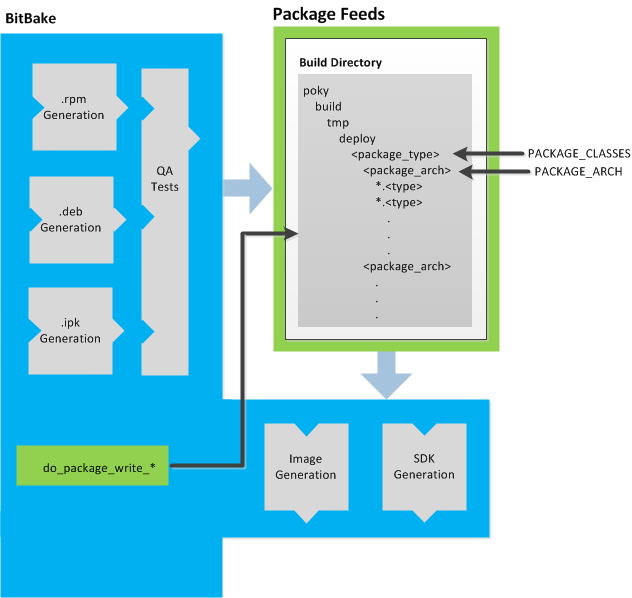 BitBake
Package Feeds
.rpm
Generation
QA
Tests
.deb
Generation
.ipk
Generation
Build Directory
poky
build
tmp
deploy
<package_type>
<package_arch>
*.<type>
*.<type>
.
.
.
<package_arch>
.
.
.
PACKAGE_CLASSES
PACKAGE_ARCH
do_package_write_*
Image
Generation
SDK
Generation